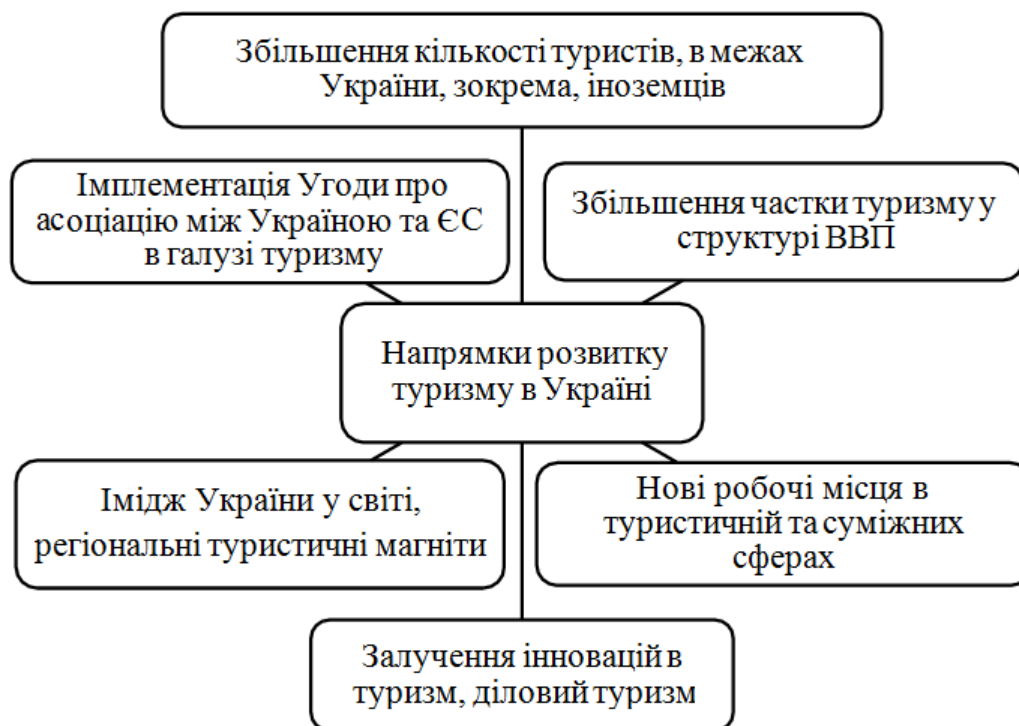 Збільшення кількості туристів, в межах
України, зокрема, іноземців
Імплементація Угоди про
асоціацію між Україною та ЄС
в галузі туризму
Збільшення частки туризму у
структурі ВВП
Напрямки розвитку
туризму в Україні
Імідж України у світі,
регіональні туристичні магніти
Нові робочі місця в
туристичній та суміжних
сферах
Залучення інновацій в
туризм, діловий туризм